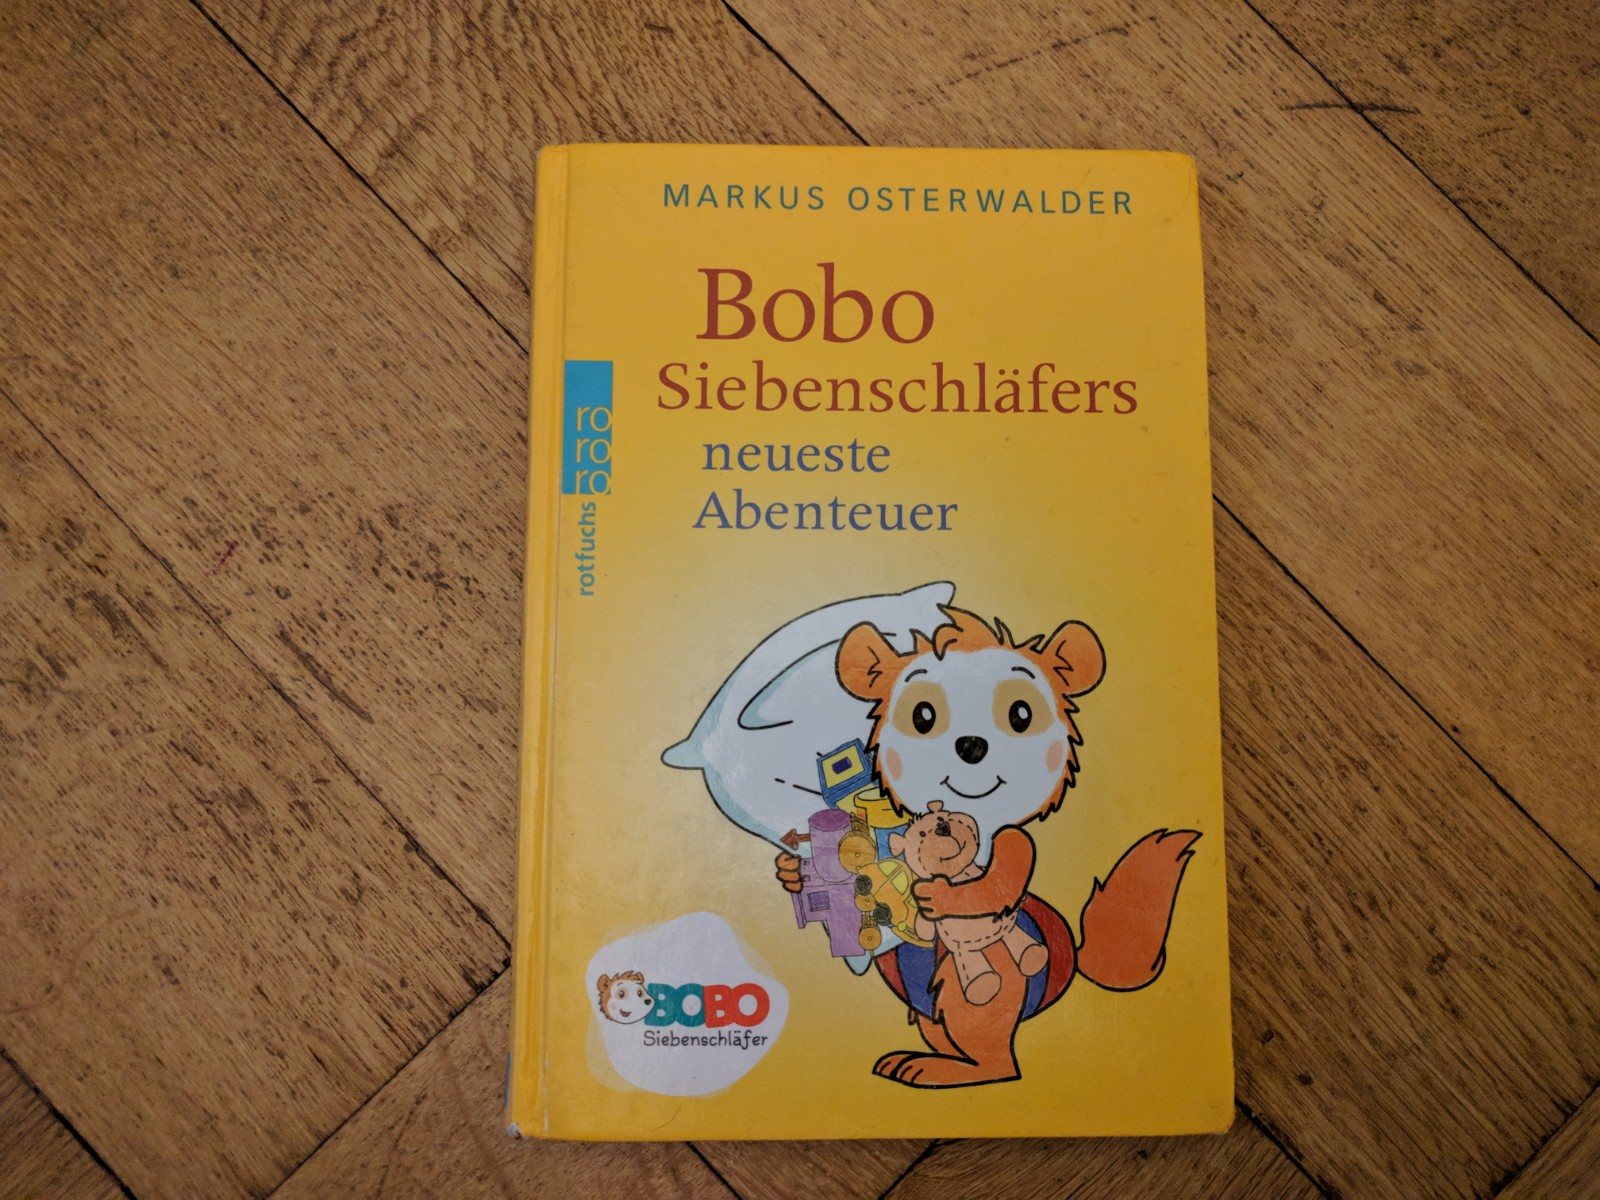 MARKUS OSTERWALDER
Bobo
Siebenschläfers
neueste
Abenteuer
ro
ro
ro
rotfuchs
BOBO
Siebenschläfer